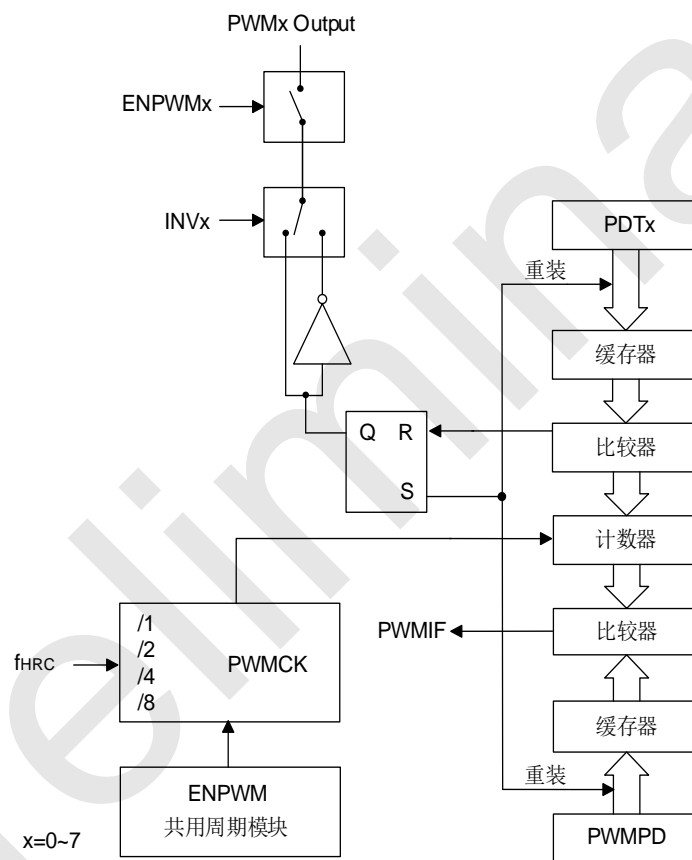 PWMx Output
ENPWMx
INVx
PDTx
重装
缓存器
Q R
S
比较器
计数器
/1
/2
/4
/8
PWMCK
fHRC
PWMIF
比较器
缓存器
重装
ENPWM
共用周期模块
PWMPD
x=0~7